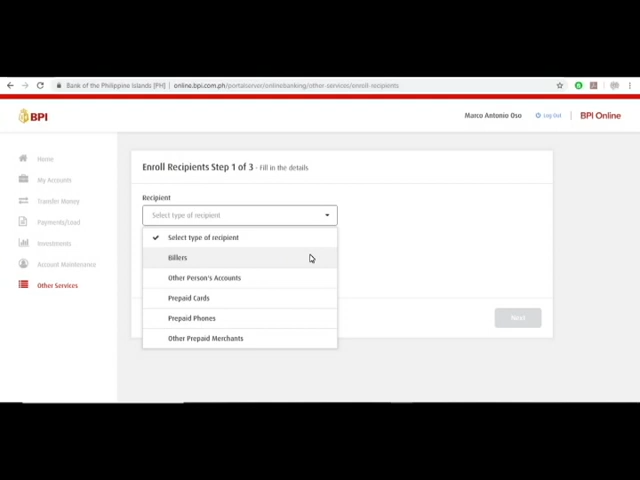 Bank of the Philippine Islands [PH] | online.bpi.com.ph/portalserver/onlinebanking/other-services/enroll-recipients
BPI
Marco Antonio Oso
Log Out
BPI Online
Home
My Accounts
Transfer Money
Payments/Load
Investments
Account Maintenance
Other Services
Enroll Recipients Step 1 of 3 - Fill in the details
Recipient
Select type of recipient
Select type of recipient
Billers
Other Person's Accounts
Prepaid Cards
Prepaid Phones
Other Prepaid Merchants
Next